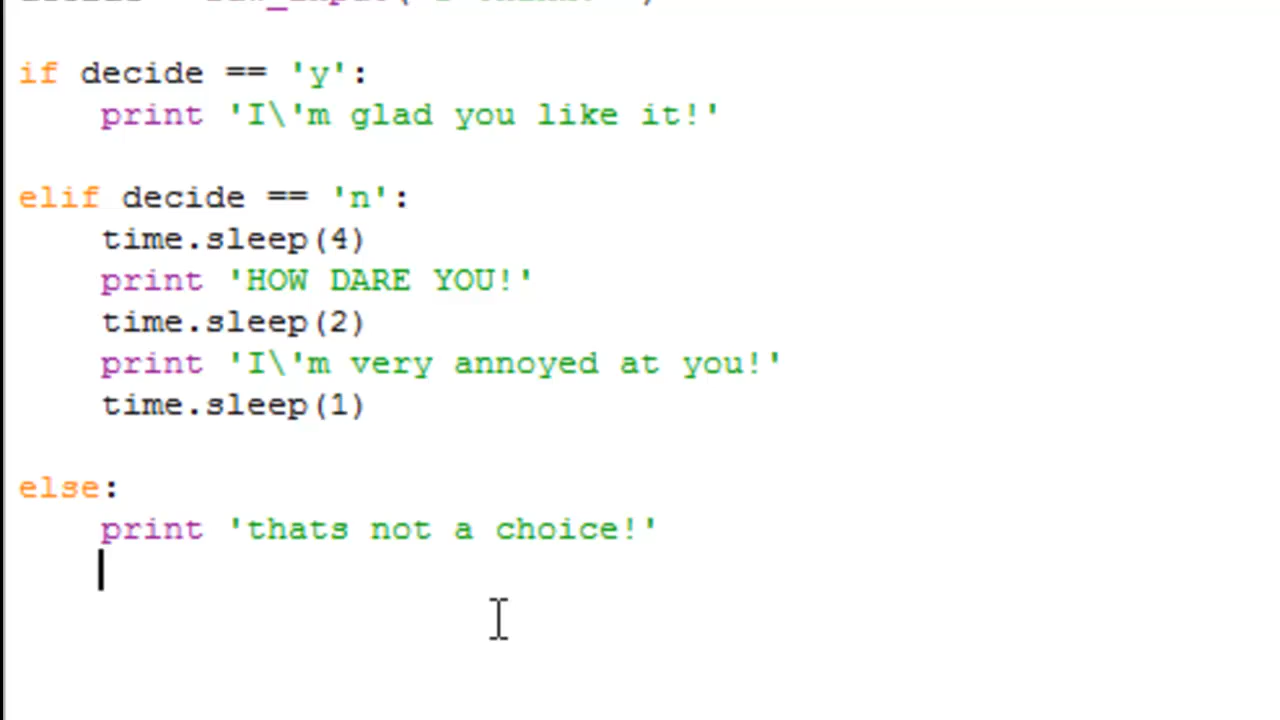 if decide == 'y':
    print 'I\'m glad you like it!'
elif decide == 'n':
    time.sleep(4)
    print 'HOW DARE YOU!'
    time.sleep(2)
    print 'I\'m very annoyed at you!'
    time.sleep(1)
else:
    print 'thats not a choice!'